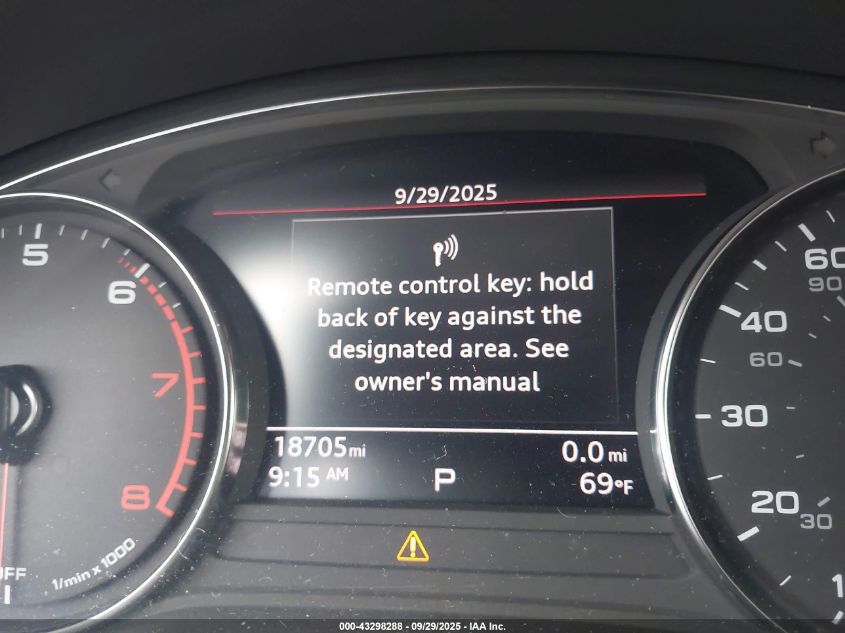 9/29/2025
Remote control key: hold
back of key against the
designated area. See
owner's manual
18705mi
0.0 mi
9:15 AM
P
69°F
5
6
7
8
1/min x 1000
60
90
40
60
30
20
30
000-43298288 - 09/29/2025 - IAA Inc.